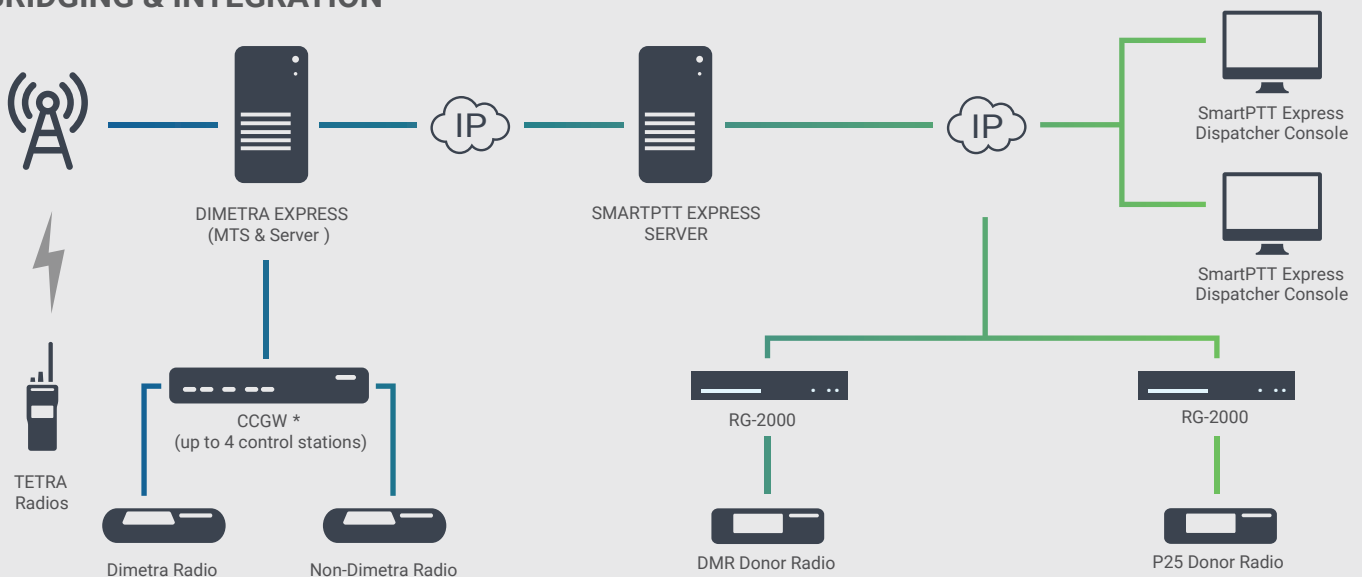 BRIDGING & INTEGRATION
IP
IP
SmartPTT Express
Dispatcher Console
DIMETRA EXPRESS
(MTS & Server )
SMARTPTT EXPRESS
SERVER
SmartPTT Express
Dispatcher Console
CCGW *
(up to 4 control stations)
RG-2000
RG-2000
TETRA
Radios
Dimetra Radio
Non-Dimetra Radio
DMR Donor Radio
P25 Donor Radio